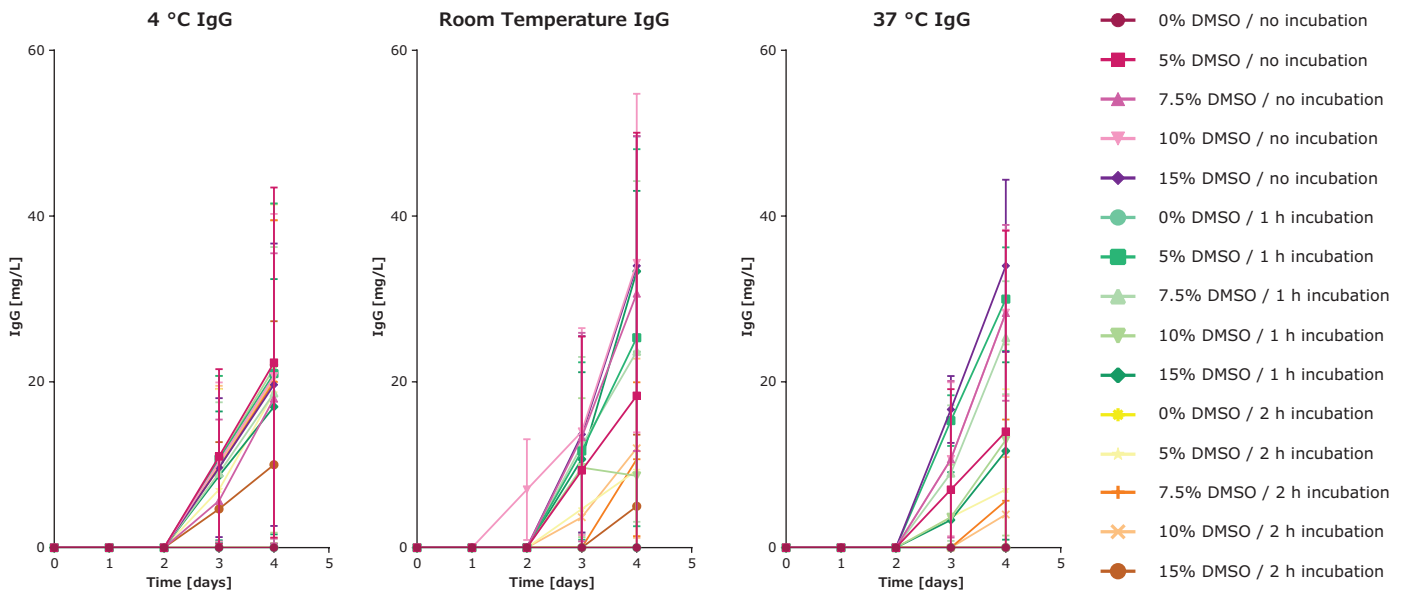 4 °C IgG
Room Temperature IgG
37 °C IgG
60
40
20
0
IgG [mg/L]
0 1 2 3 4 5
Time [days]
60
40
20
0
IgG [mg/L]
0 1 2 3 4 5
Time [days]
60
40
20
0
IgG [mg/L]
0 1 2 3 4 5
Time [days]
0% DMSO / no incubation
5% DMSO / no incubation
7.5% DMSO / no incubation
10% DMSO / no incubation
15% DMSO / no incubation
0% DMSO / 1 h incubation
5% DMSO / 1 h incubation
7.5% DMSO / 1 h incubation
10% DMSO / 1 h incubation
15% DMSO / 1 h incubation
0% DMSO / 2 h incubation
5% DMSO / 2 h incubation
7.5% DMSO / 2 h incubation
10% DMSO / 2 h incubation
15% DMSO / 2 h incubation